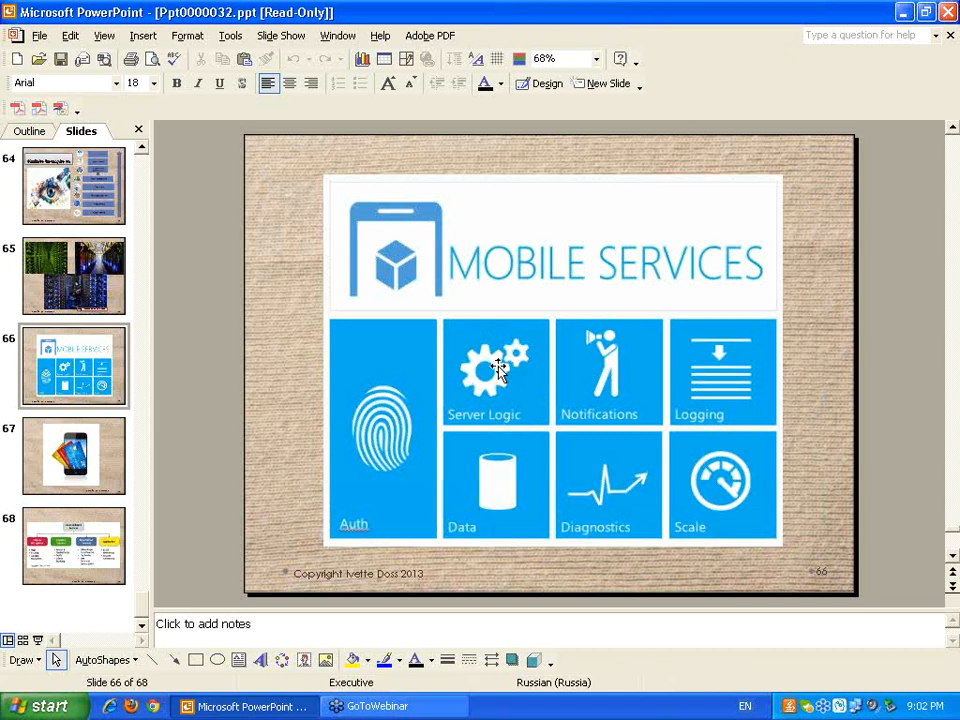 Microsoft PowerPoint - [Ppt0000032.ppt [Read-Only]]
File Edit View Insert Format Tools Slide Show Window Help Adobe PDF
Type a question for help
68%
Arial 18 B I U S A Design New Slide
Outline Slides
64
65
66
67
68
MOBILE SERVICES
MOBILE SERVICES
Server Logic
Notifications
Logging
Auth
Data
Diagnostics
Scale
Copyright Ivette Doss 2013
66
Click to add notes
Draw AutoShapes
Slide 66 of 68 Executive Russian (Russia)
start Microsoft PowerPoint ... GoToWebinar EN 9:02 PM